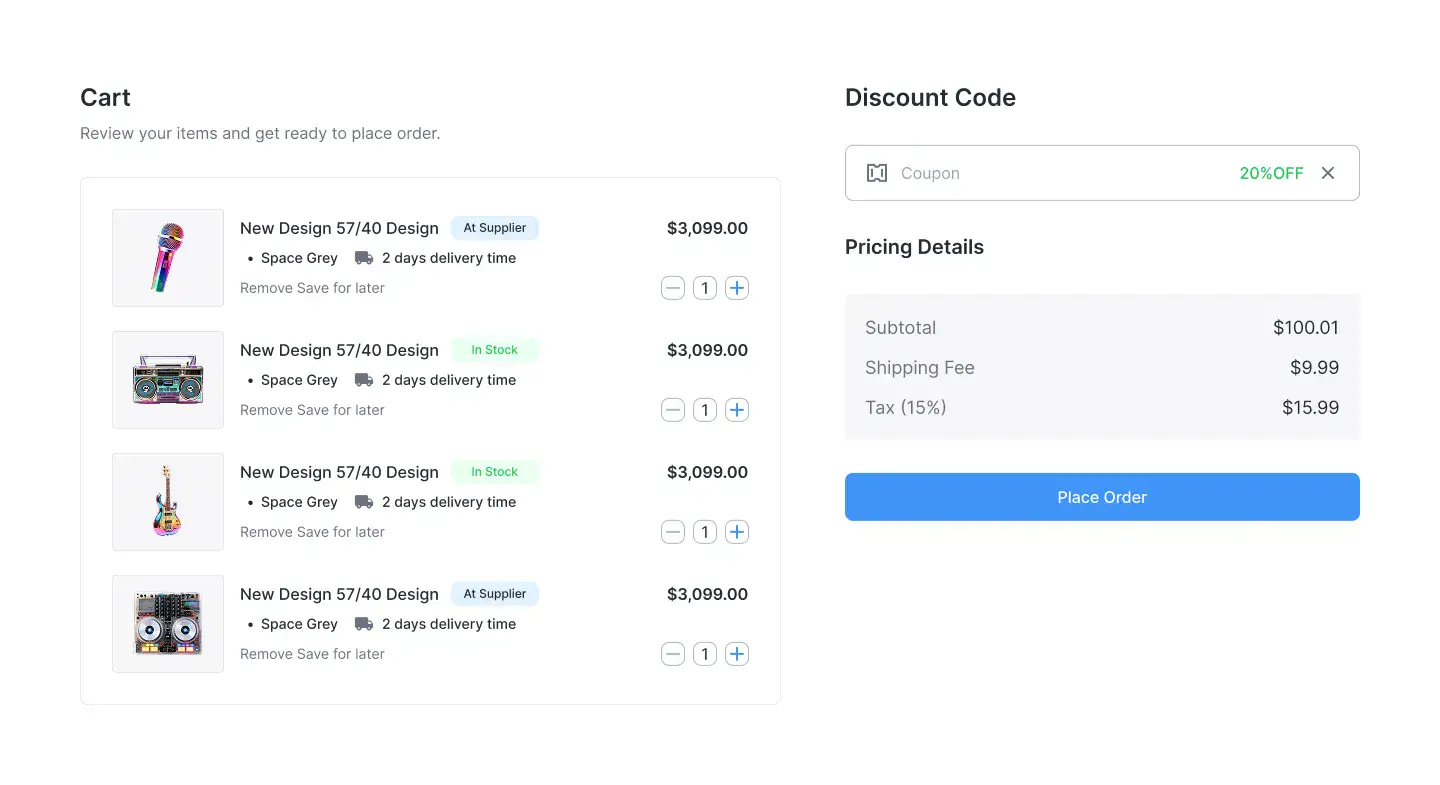 Cart
Review your items and get ready to place order.
New Design 57/40 Design At Supplier $3,099.00
• Space Grey 2 days delivery time
Remove Save for later 1
New Design 57/40 Design In Stock $3,099.00
• Space Grey 2 days delivery time
Remove Save for later 1
New Design 57/40 Design In Stock $3,099.00
• Space Grey 2 days delivery time
Remove Save for later 1
New Design 57/40 Design At Supplier $3,099.00
• Space Grey 2 days delivery time
Remove Save for later 1
Discount Code
Coupon 20%OFF
Pricing Details
Subtotal $100.01
Shipping Fee $9.99
Tax (15%) $15.99
Place Order